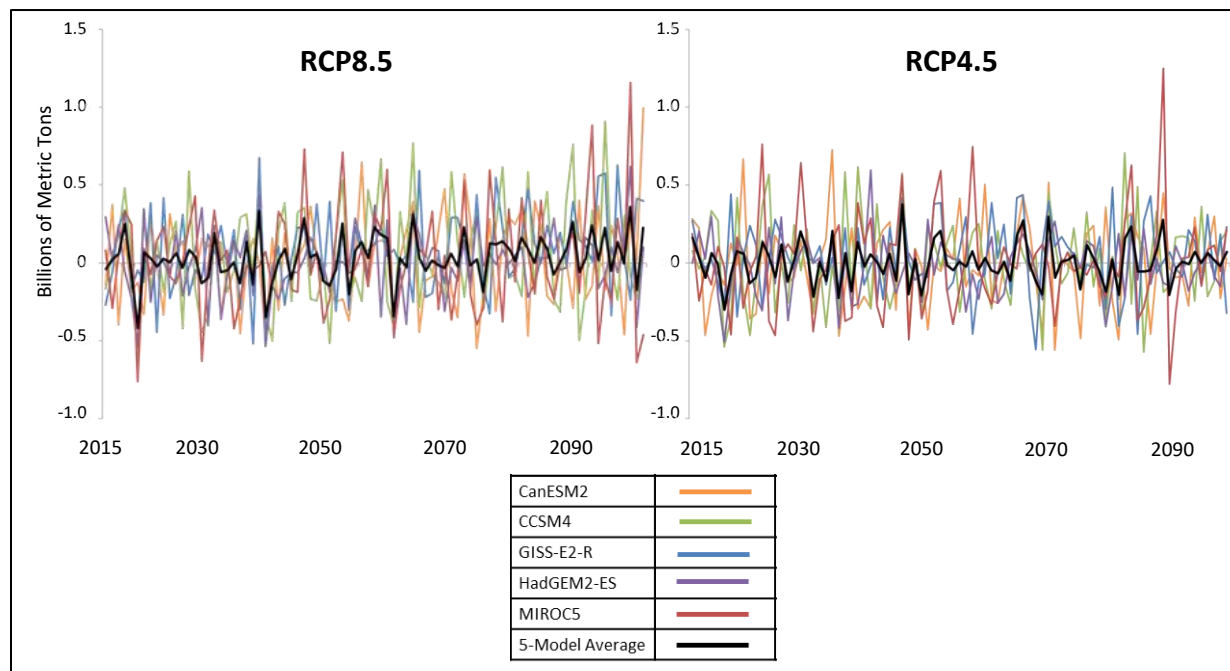 RCP8.5
Billions of Metric Tons
1.5
1.0
0.5
0
-0.5
-1.0
2015 2030 2050 2070 2090
RCP4.5
1.5
1.0
0.5
0
-0.5
-1.0
2015 2030 2050 2070 2090
CanESM2
CCSM4
GISS-E2-R
HadGEM2-ES
MIROC5
5-Model Average